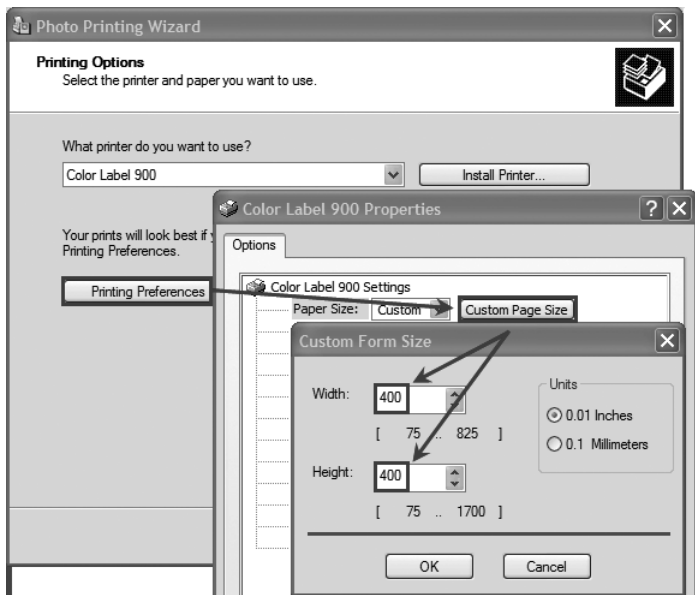 Photo Printing Wizard
Printing Options
Select the printer and paper you want to use.
What printer do you want to use?
Color Label 900
Install Printer...
Your prints will look best if
Printing Preferences.
Printing Preferences
Color Label 900 Properties
Options
Color Label 900 Settings
Paper Size: Custom Custom Page Size
Custom Form Size
Width: 400
[ 75 .. 825 ]
Height: 400
[ 75 .. 1700 ]
Units
0.01 Inches
0.1 Millimeters
OK Cancel